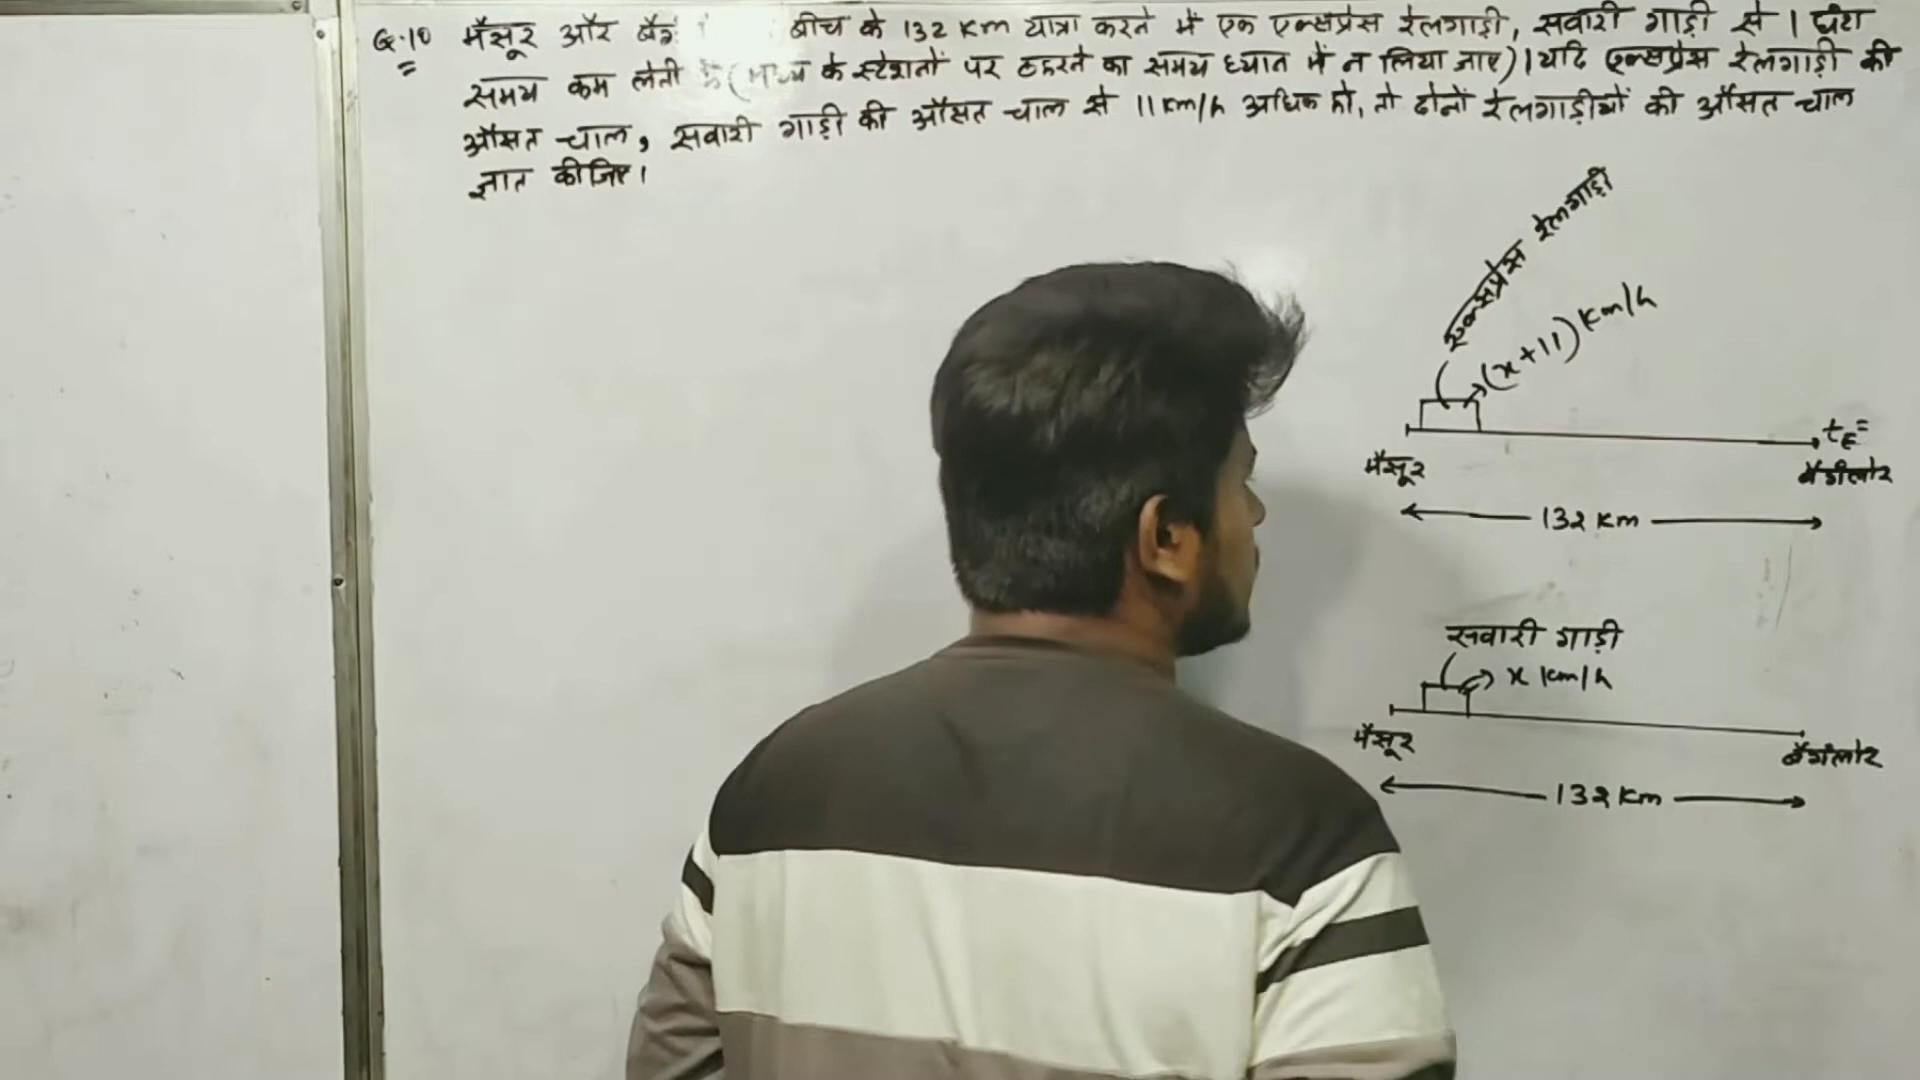 Q.10 मैसूर और बीच के 132 Km यात्रा करने में एक एक्सप्रेस रेलगाड़ी, सवारी गाड़ी से 1 घंटा
समय कम लेती के स्टेशनों पर ठहरने का समय ध्यान में न लिया जाए)। यदि एक्सप्रेस रेलगाड़ी की
औसत चाल, सवारी गाड़ी की औसत चाल से 11 km/h अधिक हो, तो दोनों रेलगाड़ीयों की औसत चाल
ज्ञात कीजिए।
एक्सप्रेस रेलगाड़ी
(x+11) km/h
tE=
मैसूर बैंगलोर
132 Km
सवारी गाड़ी
x km/h
मैसूर बैंगलोर
132 Km